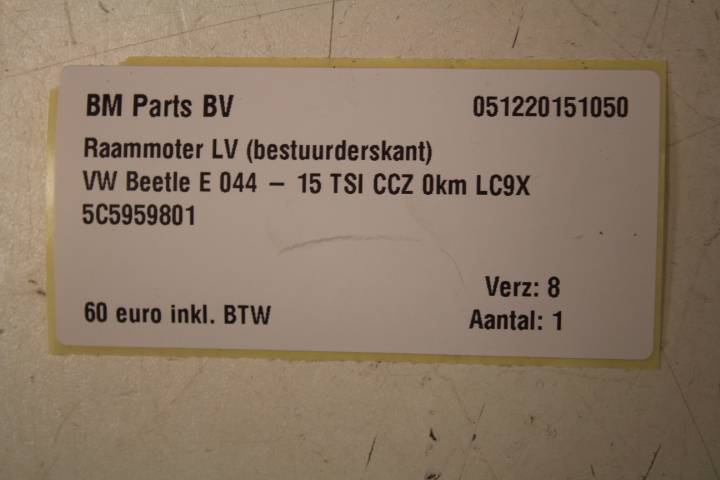 BM Parts BV 051220151050
Raammoter LV (bestuurderskant)
VW Beetle E 044 – 15 TSI CCZ 0km LC9X
5C5959801
Verz: 8
60 euro inkl. BTW Aantal: 1